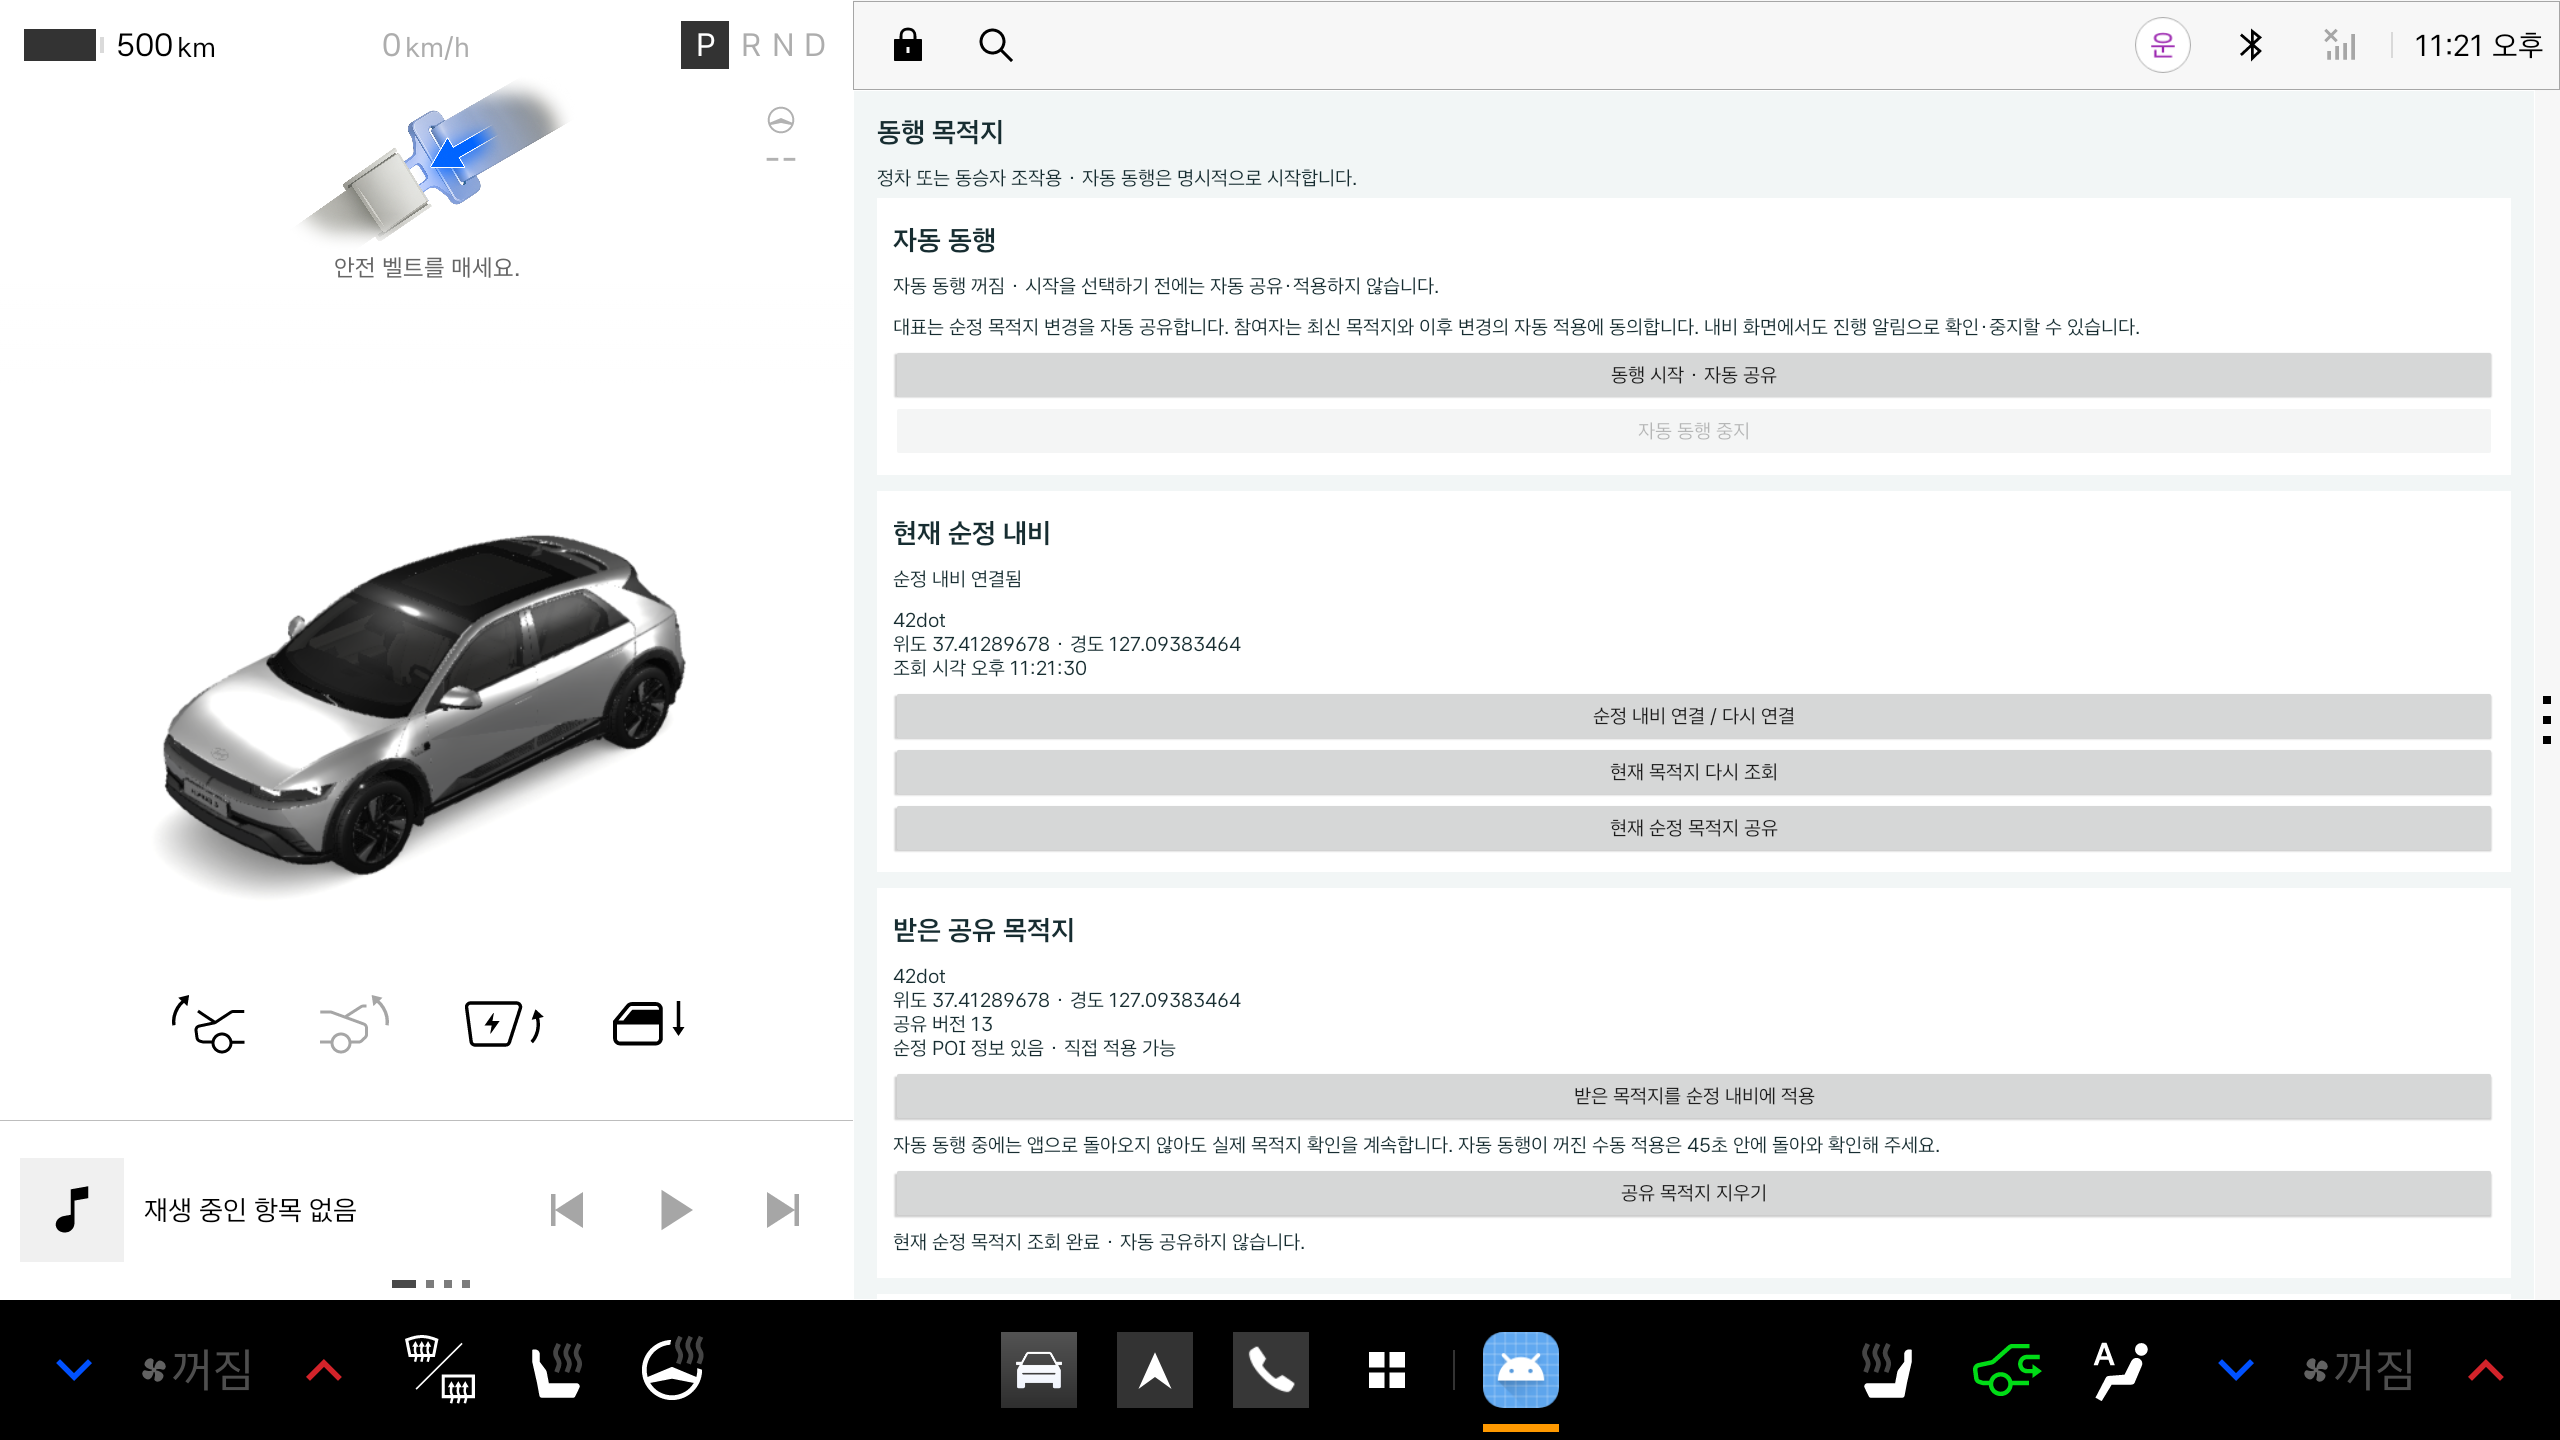 500 km
0 km/h
P R N D
운
11:21 오후
안전 벨트를 매세요.
재생 중인 항목 없음
동행 목적지
정차 또는 동승자 조작용 · 자동 동행은 명시적으로 시작합니다.
자동 동행
자동 동행 꺼짐 · 시작을 선택하기 전에는 자동 공유·적용하지 않습니다.
대표는 순정 목적지 변경을 자동 공유합니다. 참여자는 최신 목적지와 이후 변경의 자동 적용에 동의합니다. 내비 화면에서도 진행 알림으로 확인·중지할 수 있습니다.
동행 시작 · 자동 공유
자동 동행 중지
현재 순정 내비
순정 내비 연결됨
42dot
위도 37.41289678 · 경도 127.09383464
조회 시각 오후 11:21:30
순정 내비 연결 / 다시 연결
현재 목적지 다시 조회
현재 순정 목적지 공유
받은 공유 목적지
42dot
위도 37.41289678 · 경도 127.09383464
공유 버전 13
순정 POI 정보 있음 · 직접 적용 가능
받은 목적지를 순정 내비에 적용
자동 동행 중에는 앱으로 돌아오지 않아도 실제 목적지 확인을 계속합니다. 자동 동행이 꺼진 수동 적용은 45초 안에 돌아와 확인해 주세요.
공유 목적지 지우기
현재 순정 목적지 조회 완료 · 자동 공유하지 않습니다.
꺼짐
A
꺼짐